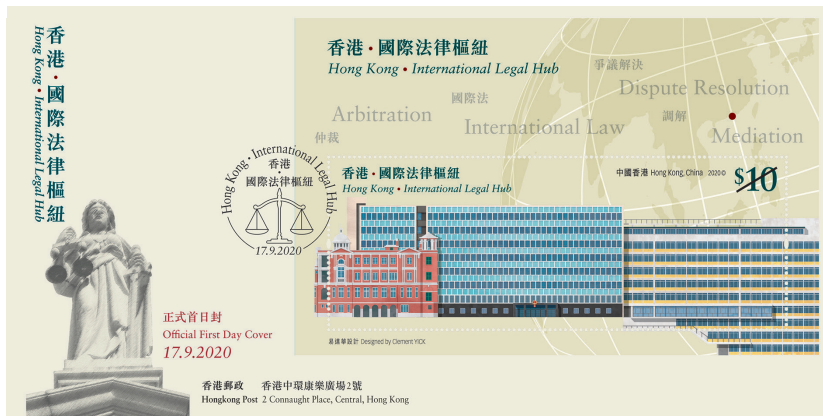 香港•國際法律樞紐
Hong Kong • International Legal Hub
香港•國際法律樞紐
Hong Kong • International Legal Hub
爭議解決
Dispute Resolution
國際法
Arbitration
調解
International Law
仲裁
Mediation
Hong Kong • International Legal Hub
香港
•
國際法律樞紐
17.9.2020
香港•國際法律樞紐
Hong Kong • International Legal Hub
中國香港 Hong Kong, China 2020©
$10
正式首日封
Official First Day Cover
17.9.2020
易達華設計 Designed by Clement YICK
香港郵政 香港中環康樂廣場2號
Hongkong Post 2 Connaught Place, Central, Hong Kong